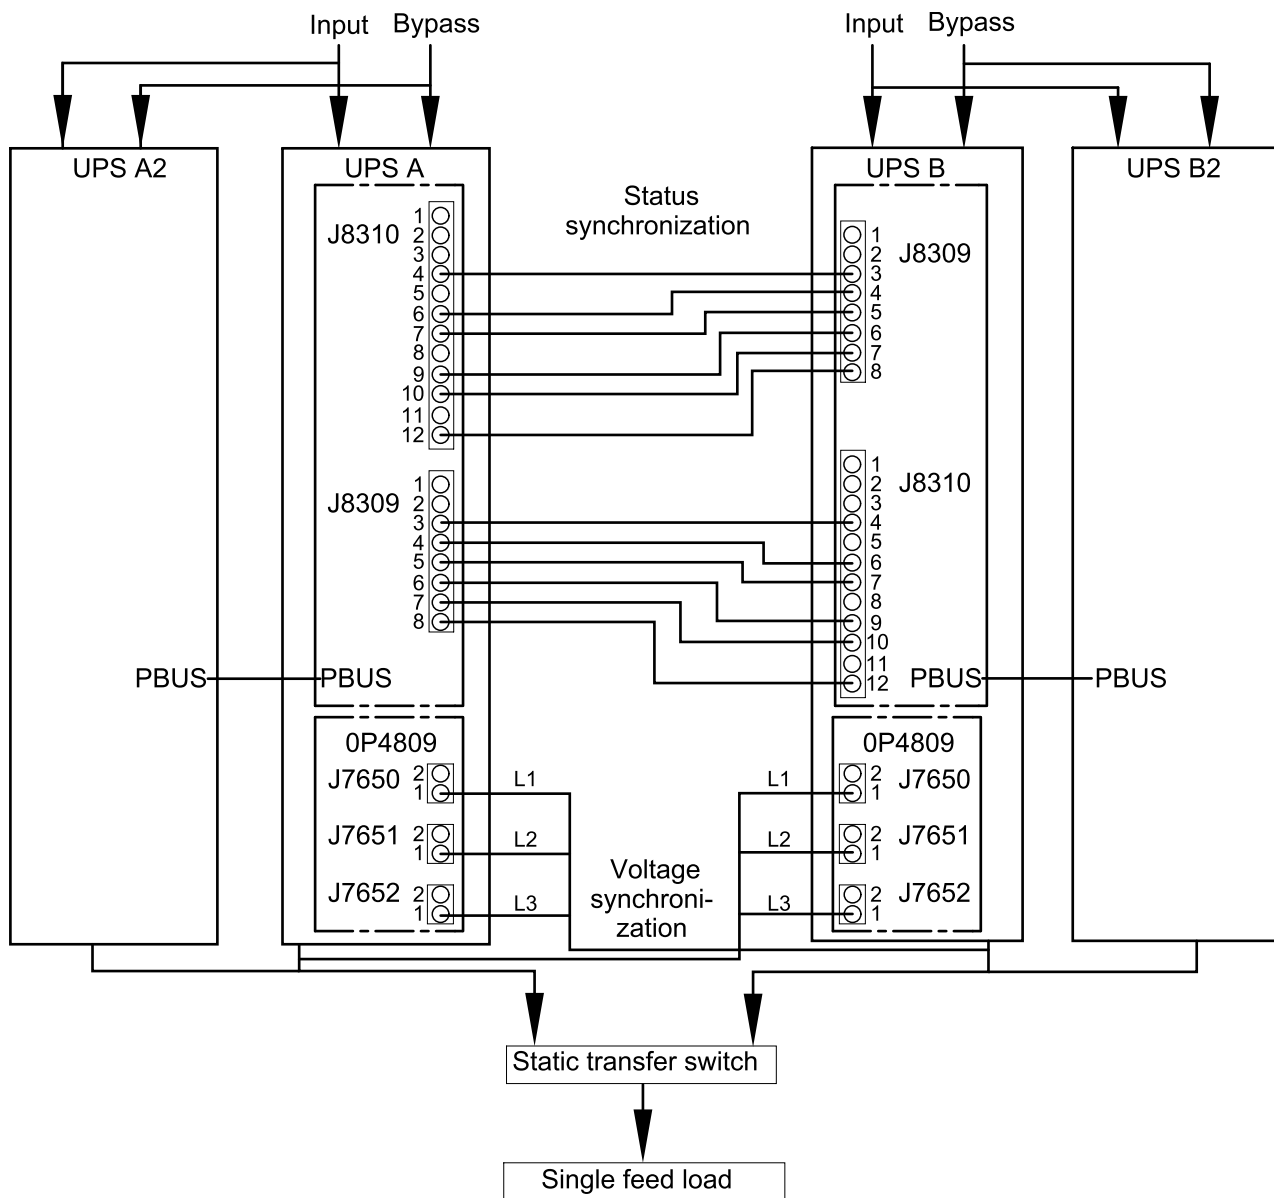 Input Bypass
Input Bypass
UPS A2
UPS A
UPS B
UPS B2
Status
synchronization
J8310
1
2
3
4
5
6
7
8
9
10
11
12
J8309
1
2
3
4
5
6
7
8
J8309
1
2
3
4
5
6
7
8
J8310
1
2
3
4
5
6
7
8
9
10
11
12
PBUS
PBUS
PBUS
PBUS
0P4809
J7650
2
1
L1
J7651
2
1
L2
J7652
2
1
L3
Voltage
synchroni-
zation
0P4809
L1
2
1
J7650
L2
2
1
J7651
L3
2
1
J7652
Static transfer switch
Single feed load